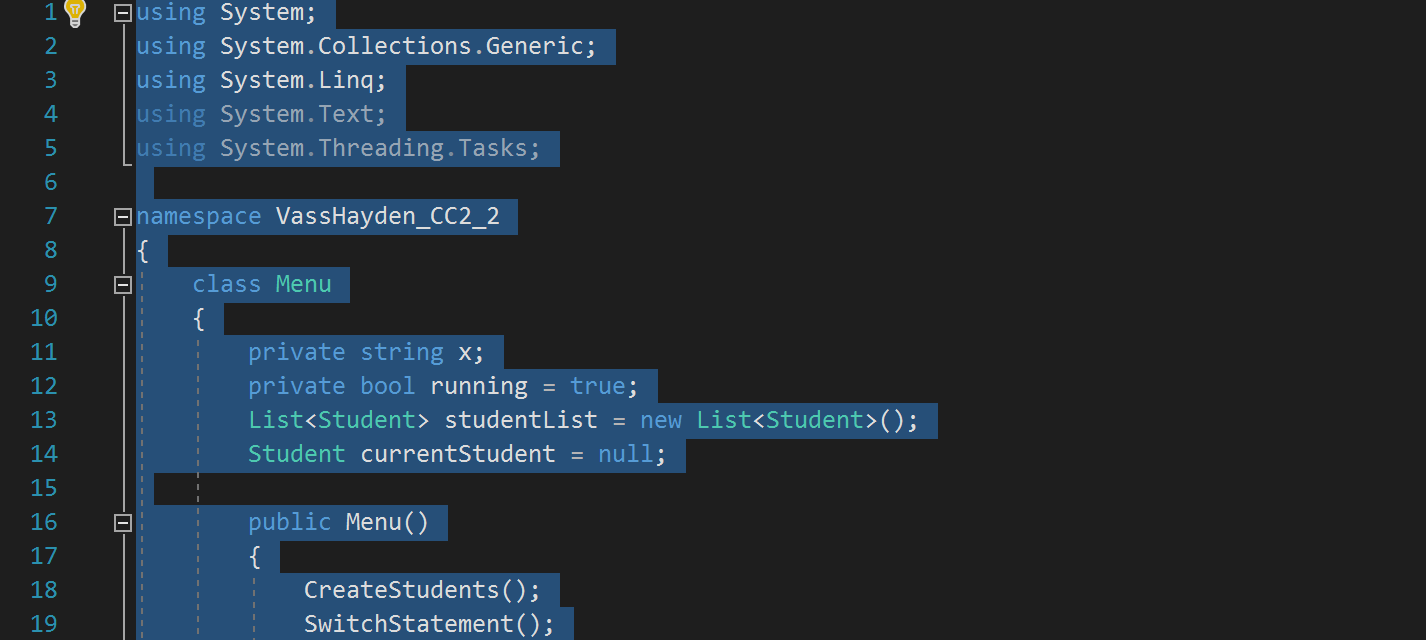 1 using System;
2 using System.Collections.Generic;
3 using System.Linq;
4 using System.Text;
5 using System.Threading.Tasks;
6
7 namespace VassHayden_CC2_2
8 {
9 class Menu
10 {
11 private string x;
12 private bool running = true;
13 List<Student> studentList = new List<Student>();
14 Student currentStudent = null;
15
16 public Menu()
17 {
18 CreateStudents();
19 SwitchStatement();